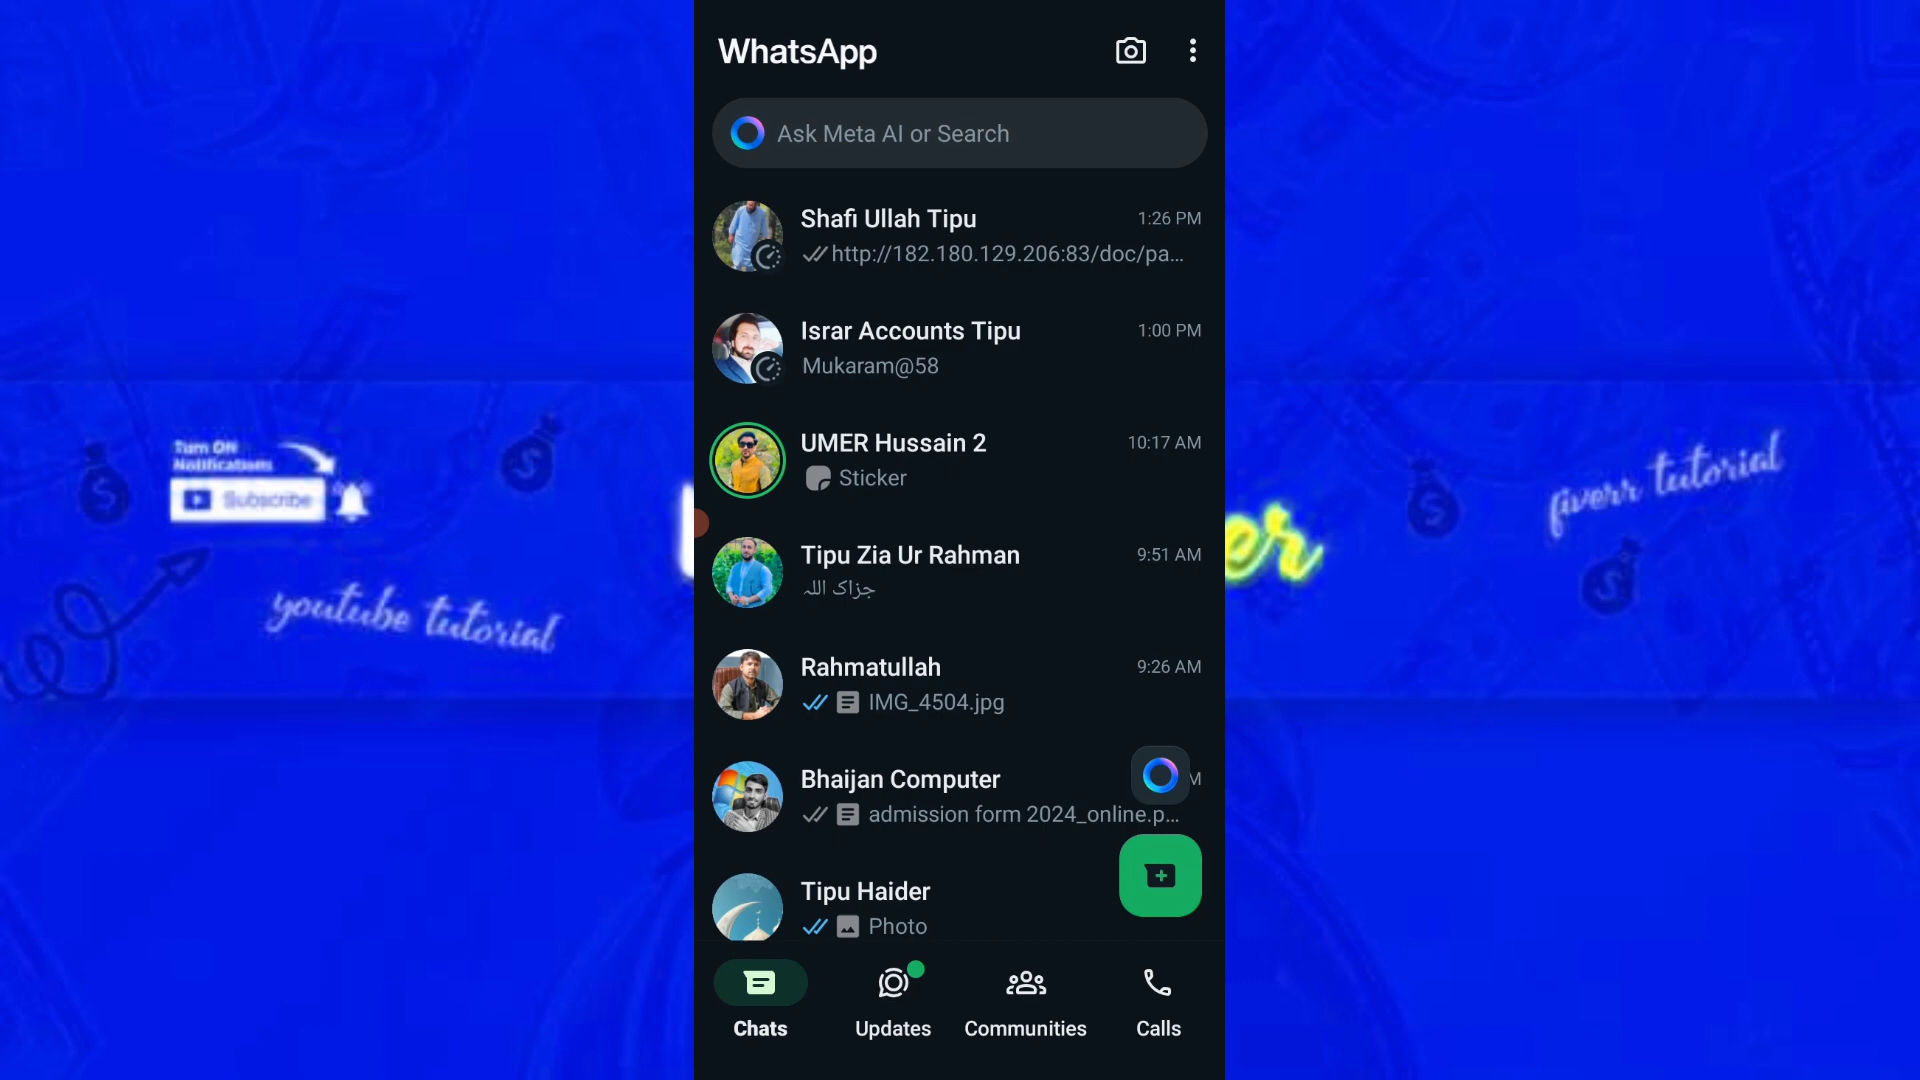 WhatsApp
Ask Meta AI or Search
Shafi Ullah Tipu
1:26 PM
http://182.180.129.206:83/doc/pa...
Israr Accounts Tipu
1:00 PM
Mukaram@58
UMER Hussain 2
10:17 AM
Sticker
Tipu Zia Ur Rahman
9:51 AM
جزاک اللہ
Rahmatullah
9:26 AM
IMG_4504.jpg
Bhaijan Computer
M
admission form 2024_online.p...
Tipu Haider
Photo
Chats
Updates
Communities
Calls
Turn ON
Notifications
Subscribe
youtube tutorial
er
fiverr tutorial